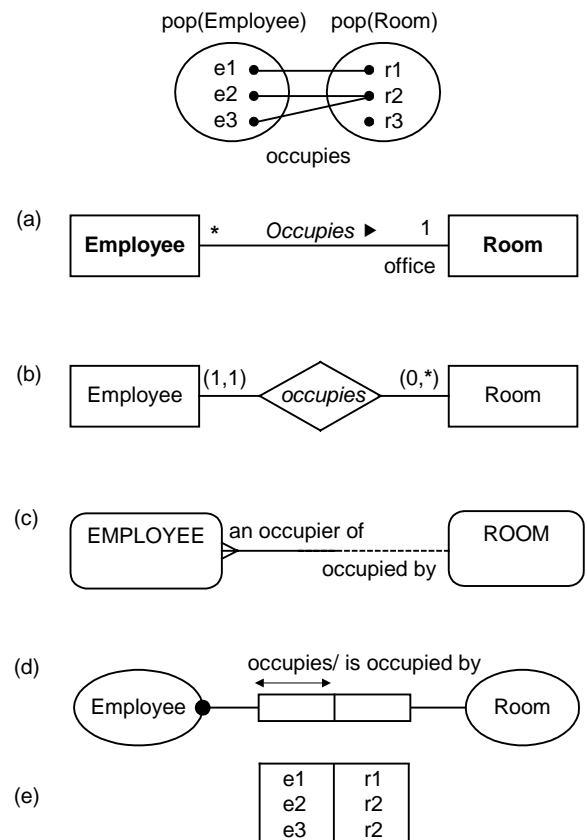 pop(Employee) pop(Room)
e1 r1
e2 r2
e3 r3
occupies
(a)
Employee * Occupies ► 1 Room
office
(b)
Employee (1,1) occupies (0,*) Room
(c)
EMPLOYEE an occupier of ROOM
occupied by
(d)
occupies/ is occupied by
Employee Room
(e)
e1 r1
e2 r2
e3 r2